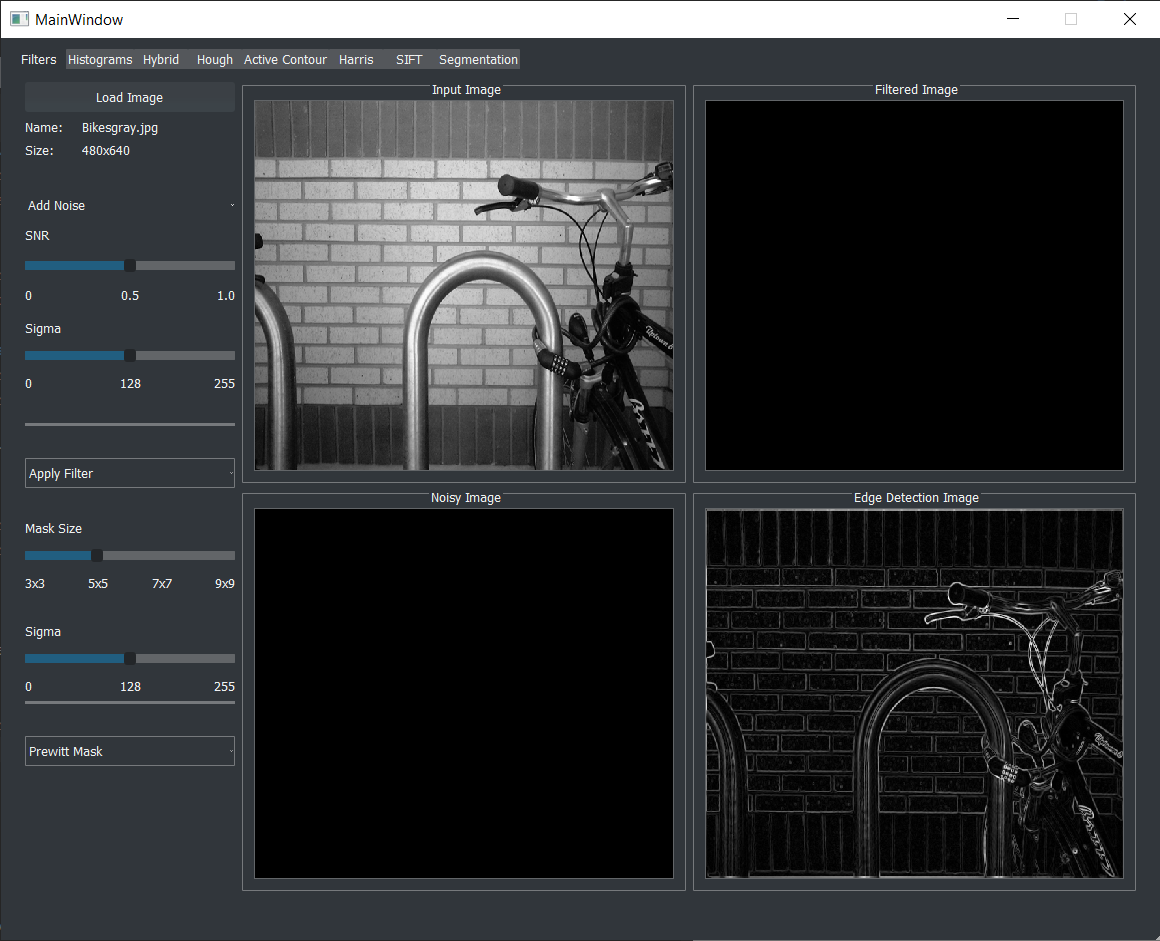 MainWindow
Filters Histograms Hybrid Hough Active Contour Harris SIFT Segmentation
Load Image
Name: Bikesgray.jpg
Size: 480x640
Add Noise
SNR
0 0.5 1.0
Sigma
0 128 255
Apply Filter
Mask Size
3x3 5x5 7x7 9x9
Sigma
0 128 255
Prewitt Mask
Input Image
Filtered Image
Noisy Image
Edge Detection Image